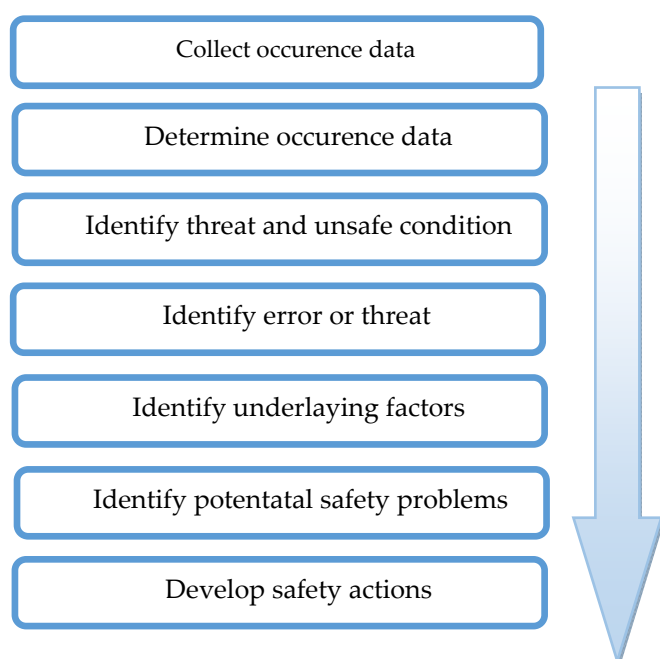 Collect occurence data
Determine occurence data
Identify threat and unsafe condition
Identify error or threat
Identify underlaying factors
Identify potentatal safety problems
Develop safety actions